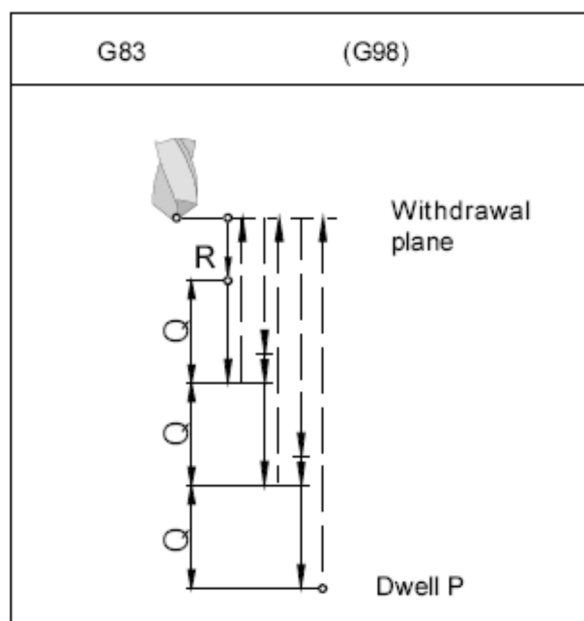 G83 (G98)
Withdrawal
plane
R
Q
Q
Q
Dwell P